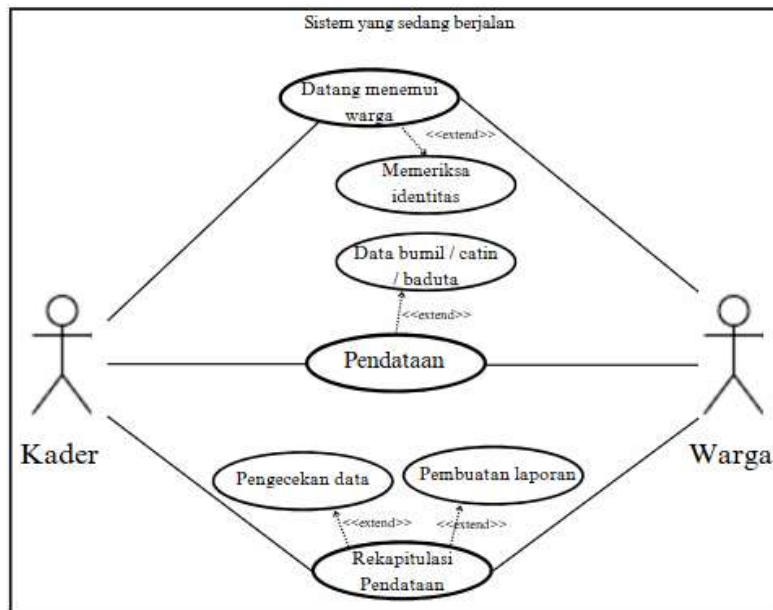 Sistem yang sedang berjalan
Datang menemui
warga
<<extend>>
Memeriksa
identitas
Data bumil / catin
/ baduta
<<extend>>
Pendataan
Kader
Warga
Pengecekan data
Pembuatan laporan
<<extend>>
<<extend>>
Rekapitulasi
Pendataan